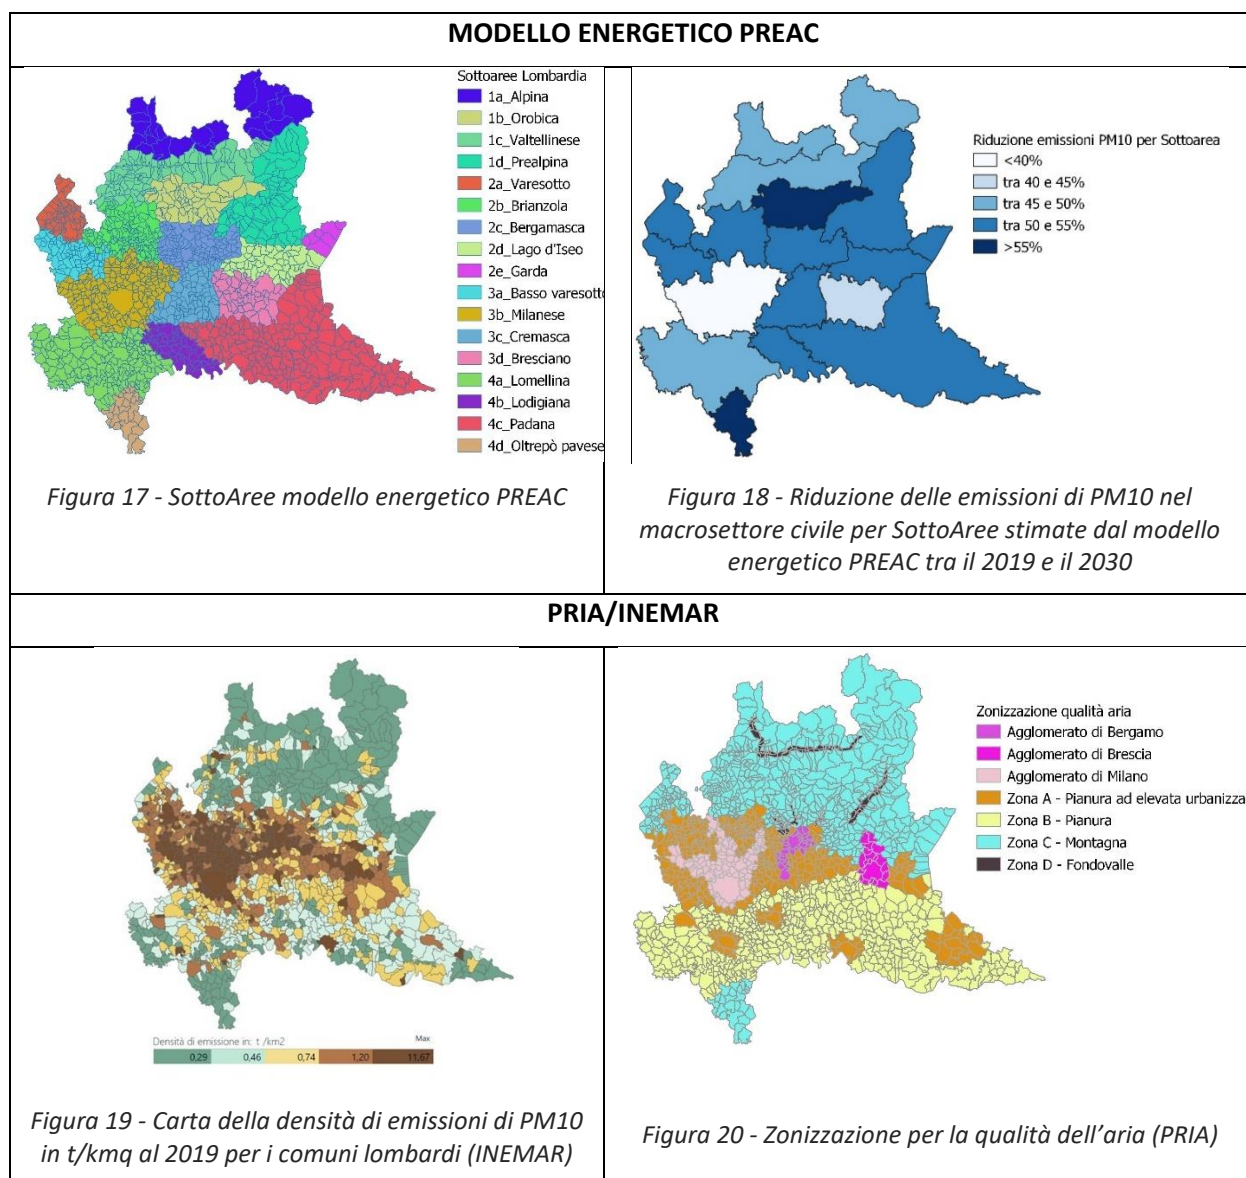 MODELLO ENERGETICO PREAC
Sottoaree Lombardia
1a_Alpina
1b_Orobica
1c_Valtellinese
1d_Prealpina
2a_Varesotto
2b_Brianzola
2c_Bergamasca
2d_Lago d'Iseo
2e_Garda
3a_Basso varesotto
3b_Milanese
3c_Cremasca
3d_Bresciano
4a_Lomellina
4b_Lodigiana
4c_Padana
4d_Oltrepò pavese
Figura 17 - SottoAree modello energetico PREAC
Riduzione emissioni PM10 per Sottoarea
<40%
tra 40 e 45%
tra 45 e 50%
tra 50 e 55%
>55%
Figura 18 - Riduzione delle emissioni di PM10 nel
macrosettore civile per SottoAree stimate dal modello
energetico PREAC tra il 2019 e il 2030
PRIA/INEMAR
Densità di emissione in: t /km2
Max
0,29 0,46 0,74 1,20 11,67
Figura 19 - Carta della densità di emissioni di PM10
in t/kmq al 2019 per i comuni lombardi (INEMAR)
Zonizzazione qualità aria
Agglomerato di Bergamo
Agglomerato di Brescia
Agglomerato di Milano
Zona A - Pianura ad elevata urbanizza
Zona B - Pianura
Zona C - Montagna
Zona D - Fondovalle
Figura 20 - Zonizzazione per la qualità dell’aria (PRIA)